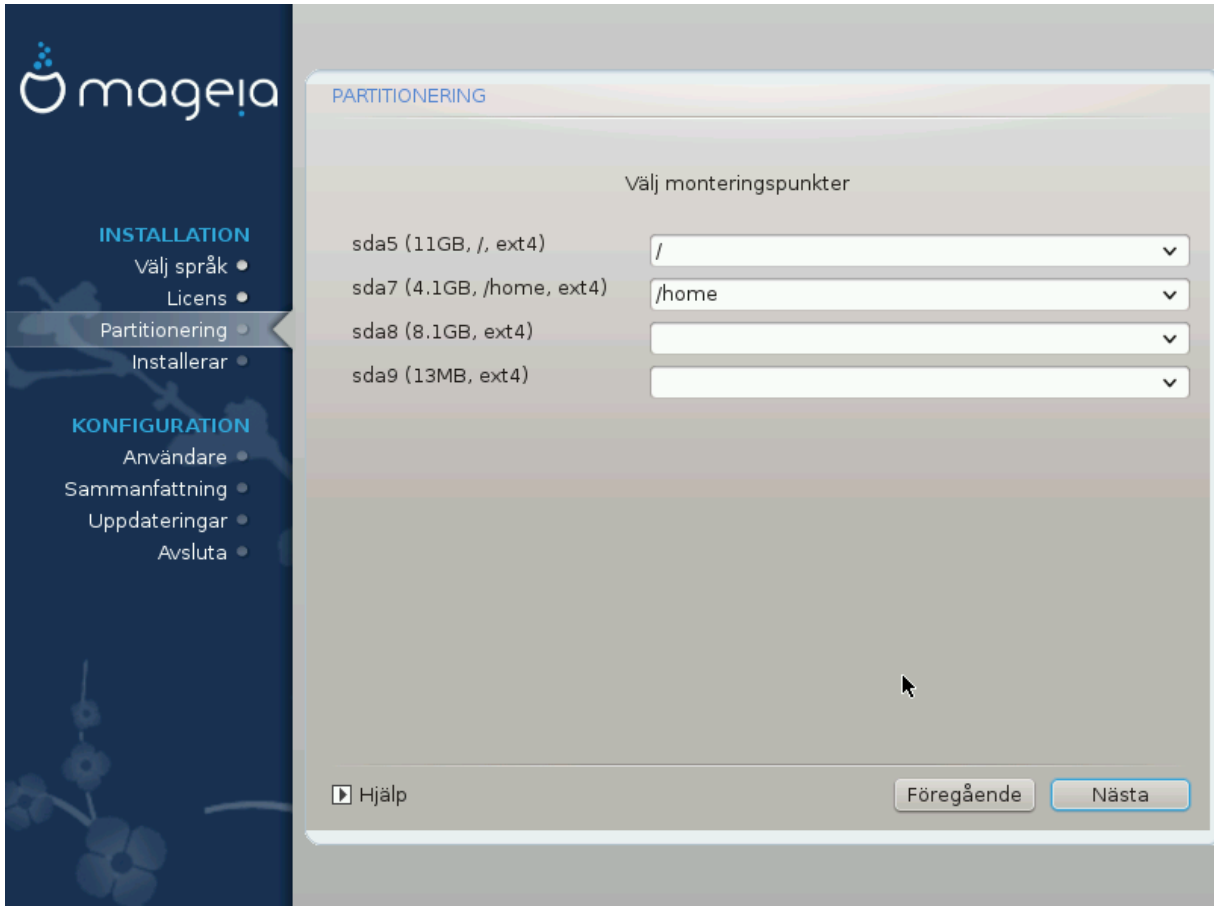 mageia
INSTALLATION
Välj språk
Licens
Partitionering
Installerar
KONFIGURATION
Användare
Sammanfattning
Uppdateringar
Avsluta
PARTITIONERING
Välj monteringspunkter
sda5 (11GB, /, ext4) /
sda7 (4.1GB, /home, ext4) /home
sda8 (8.1GB, ext4)
sda9 (13MB, ext4)
Hjälp Föregående Nästa